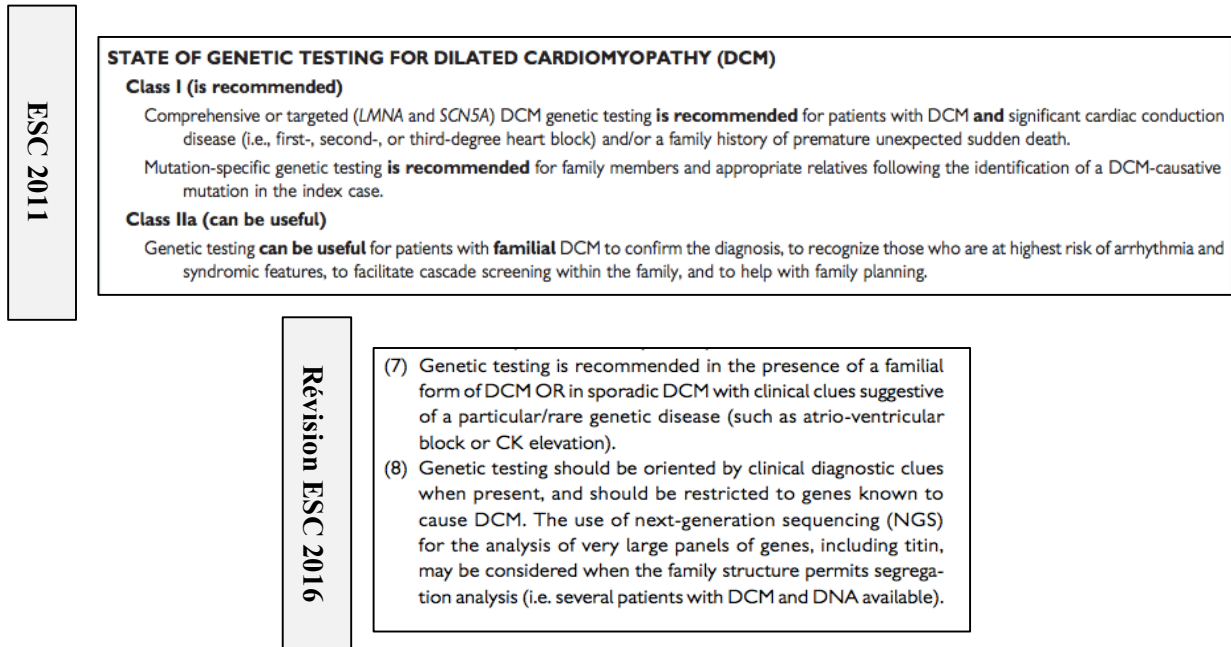 ESC 2011
STATE OF GENETIC TESTING FOR DILATED CARDIOMYOPATHY (DCM)
Class I (is recommended)
Comprehensive or targeted (LMNA and SCN5A) DCM genetic testing is recommended for patients with DCM and significant cardiac conduction
disease (i.e., first-, second-, or third-degree heart block) and/or a family history of premature unexpected sudden death.
Mutation-specific genetic testing is recommended for family members and appropriate relatives following the identification of a DCM-causative
mutation in the index case.
Class IIa (can be useful)
Genetic testing can be useful for patients with familial DCM to confirm the diagnosis, to recognize those who are at highest risk of arrhythmia and
syndromic features, to facilitate cascade screening within the family, and to help with family planning.
Révision ESC 2016
(7) Genetic testing is recommended in the presence of a familial
form of DCM OR in sporadic DCM with clinical clues suggestive
of a particular/rare genetic disease (such as atrio-ventricular
block or CK elevation).
(8) Genetic testing should be oriented by clinical diagnostic clues
when present, and should be restricted to genes known to
cause DCM. The use of next-generation sequencing (NGS)
for the analysis of very large panels of genes, including titin,
may be considered when the family structure permits segrega-
tion analysis (i.e. several patients with DCM and DNA available).